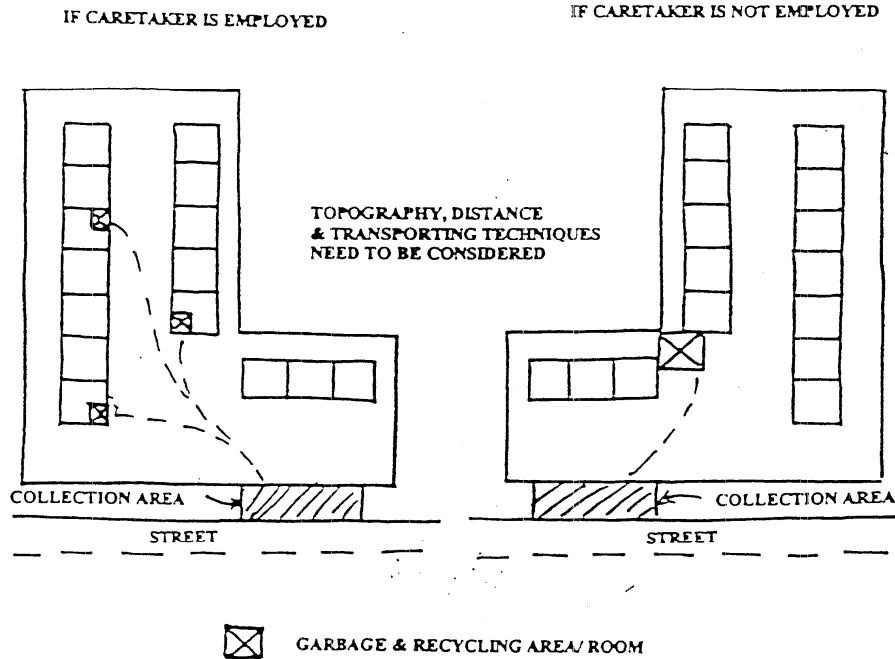 IF CARETAKER IS EMPLOYED
IF CARETAKER IS NOT EMPLOYED
TOPOGRAPHY, DISTANCE
& TRANSPORTING TECHNIQUES
NEED TO BE CONSIDERED
COLLECTION AREA
COLLECTION AREA
STREET
STREET
GARBAGE & RECYCLING AREA/ ROOM